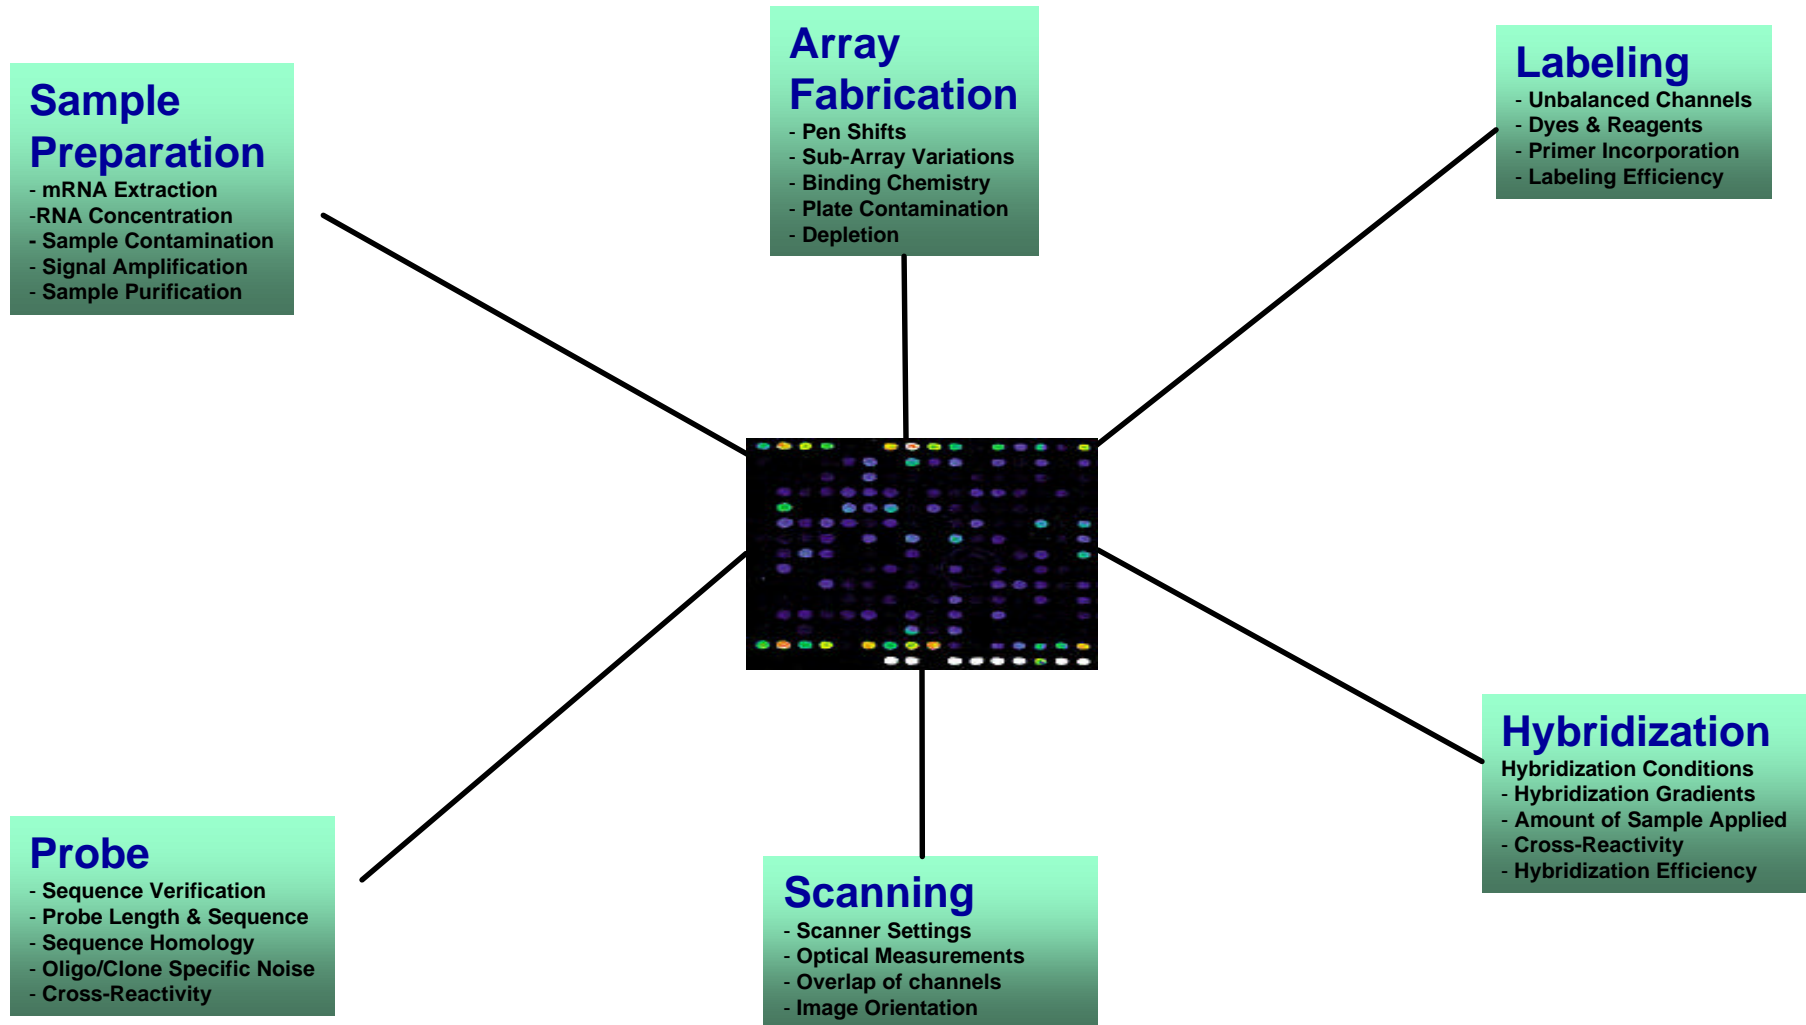 Sample
Preparation
- mRNA Extraction
-RNA Concentration
- Sample Contamination
- Signal Amplification
- Sample Purification
Array
Fabrication
- Pen Shifts
- Sub-Array Variations
- Binding Chemistry
- Plate Contamination
- Depletion
Labeling
- Unbalanced Channels
- Dyes & Reagents
- Primer Incorporation
- Labeling Efficiency
Probe
- Sequence Verification
- Probe Length & Sequence
- Sequence Homology
- Oligo/Clone Specific Noise
- Cross-Reactivity
Scanning
- Scanner Settings
- Optical Measurements
- Overlap of channels
- Image Orientation
Hybridization
Hybridization Conditions
- Hybridization Gradients
- Amount of Sample Applied
- Cross-Reactivity
- Hybridization Efficiency